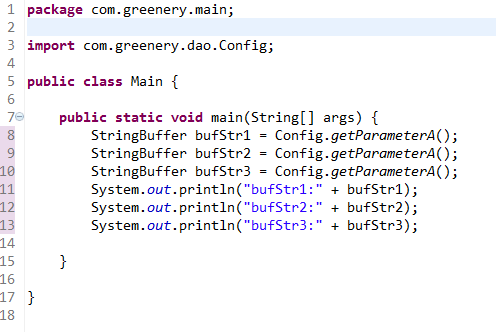 1 package com.greenery.main;
2
3 import com.greenery.dao.Config;
4
5 public class Main {
6
7 public static void main(String[] args) {
8 StringBuffer bufStr1 = Config.getParameterA();
9 StringBuffer bufStr2 = Config.getParameterA();
10 StringBuffer bufStr3 = Config.getParameterA();
11 System.out.println("bufStr1:" + bufStr1);
12 System.out.println("bufStr2:" + bufStr2);
13 System.out.println("bufStr3:" + bufStr3);
14
15 }
16
17 }
18